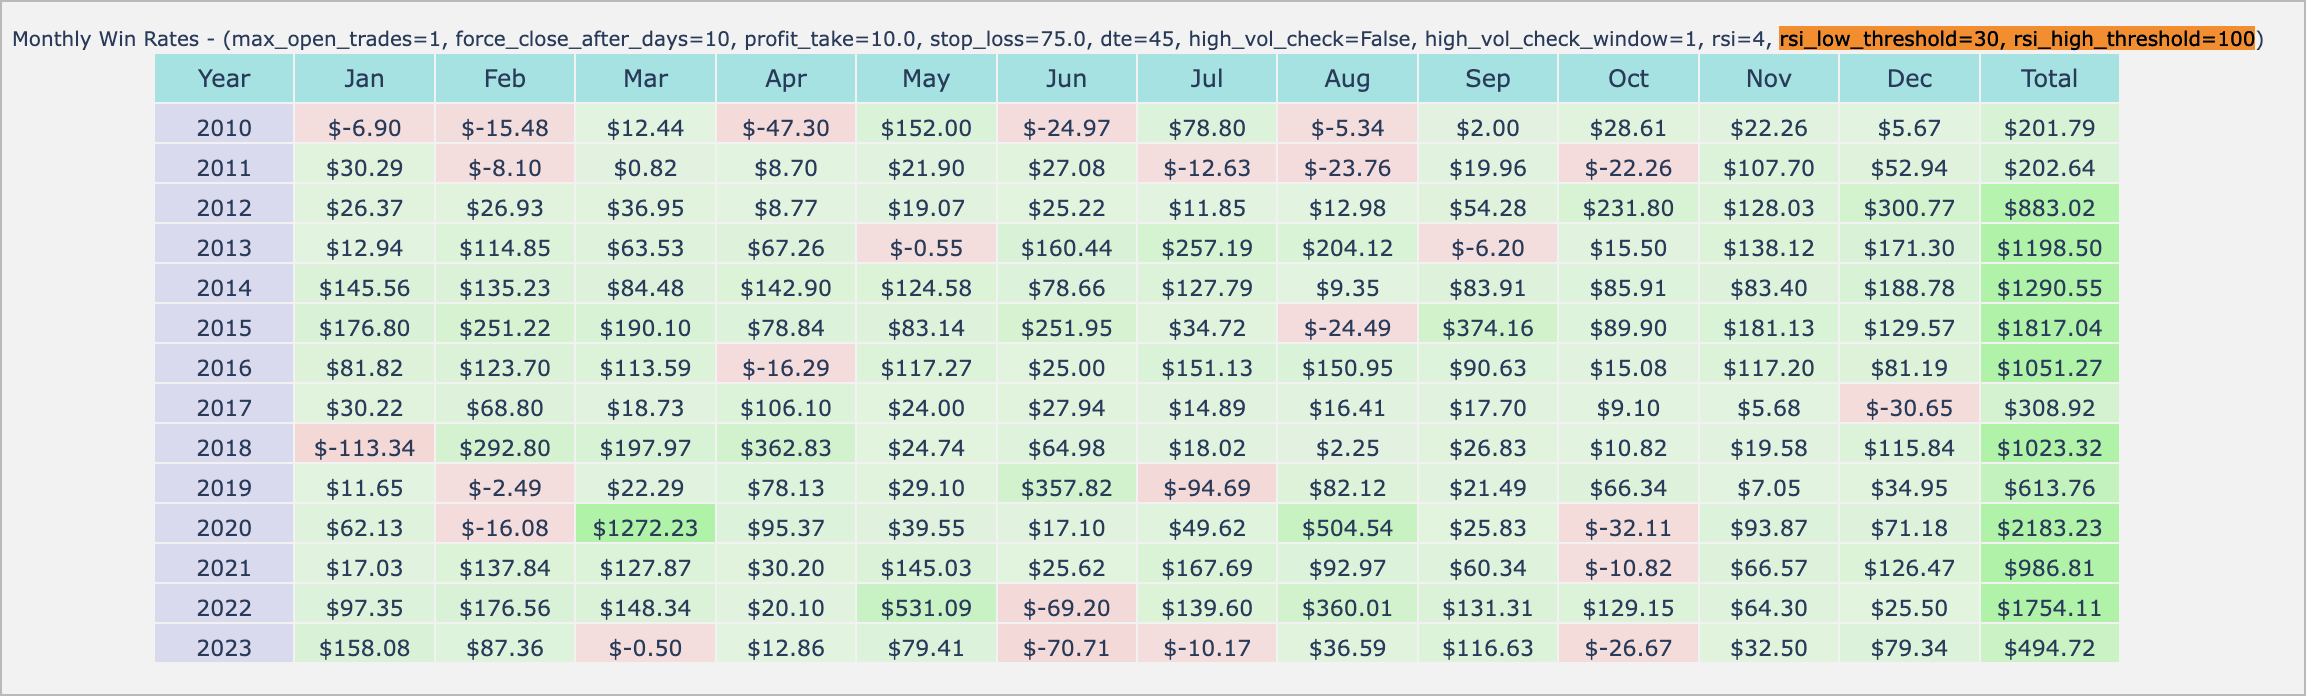 Monthly Win Rates - (max_open_trades=1, force_close_after_days=10, profit_take=10.0, stop_loss=75.0, dte=45, high_vol_check=False, high_vol_check_window=1, rsi=4, rsi_low_threshold=30, rsi_high_threshold=100)
Year Jan Feb Mar Apr May Jun Jul Aug Sep Oct Nov Dec Total
2010 $-6.90 $-15.48 $12.44 $-47.30 $152.00 $-24.97 $78.80 $-5.34 $2.00 $28.61 $22.26 $5.67 $201.79
2011 $30.29 $-8.10 $0.82 $8.70 $21.90 $27.08 $-12.63 $-23.76 $19.96 $-22.26 $107.70 $52.94 $202.64
2012 $26.37 $26.93 $36.95 $8.77 $19.07 $25.22 $11.85 $12.98 $54.28 $231.80 $128.03 $300.77 $883.02
2013 $12.94 $114.85 $63.53 $67.26 $-0.55 $160.44 $257.19 $204.12 $-6.20 $15.50 $138.12 $171.30 $1198.50
2014 $145.56 $135.23 $84.48 $142.90 $124.58 $78.66 $127.79 $9.35 $83.91 $85.91 $83.40 $188.78 $1290.55
2015 $176.80 $251.22 $190.10 $78.84 $83.14 $251.95 $34.72 $-24.49 $374.16 $89.90 $181.13 $129.57 $1817.04
2016 $81.82 $123.70 $113.59 $-16.29 $117.27 $25.00 $151.13 $150.95 $90.63 $15.08 $117.20 $81.19 $1051.27
2017 $30.22 $68.80 $18.73 $106.10 $24.00 $27.94 $14.89 $16.41 $17.70 $9.10 $5.68 $-30.65 $308.92
2018 $-113.34 $292.80 $197.97 $362.83 $24.74 $64.98 $18.02 $2.25 $26.83 $10.82 $19.58 $115.84 $1023.32
2019 $11.65 $-2.49 $22.29 $78.13 $29.10 $357.82 $-94.69 $82.12 $21.49 $66.34 $7.05 $34.95 $613.76
2020 $62.13 $-16.08 $1272.23 $95.37 $39.55 $17.10 $49.62 $504.54 $25.83 $-32.11 $93.87 $71.18 $2183.23
2021 $17.03 $137.84 $127.87 $30.20 $145.03 $25.62 $167.69 $92.97 $60.34 $-10.82 $66.57 $126.47 $986.81
2022 $97.35 $176.56 $148.34 $20.10 $531.09 $-69.20 $139.60 $360.01 $131.31 $129.15 $64.30 $25.50 $1754.11
2023 $158.08 $87.36 $-0.50 $12.86 $79.41 $-70.71 $-10.17 $36.59 $116.63 $-26.67 $32.50 $79.34 $494.72